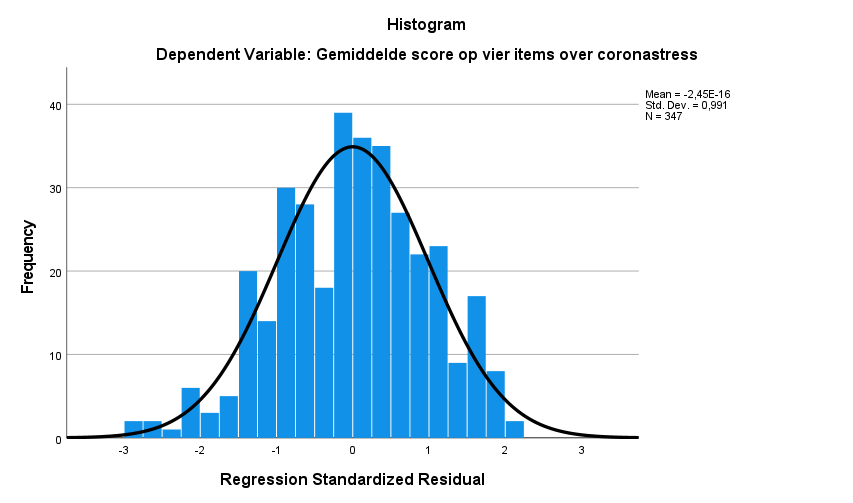 Histogram
Dependent Variable: Gemiddelde score op vier items over coronastress
Mean = -2,45E-16
Std. Dev. = 0,991
N = 347
40
30
20
10
0
Frequency
-3 -2 -1 0 1 2 3
Regression Standardized Residual